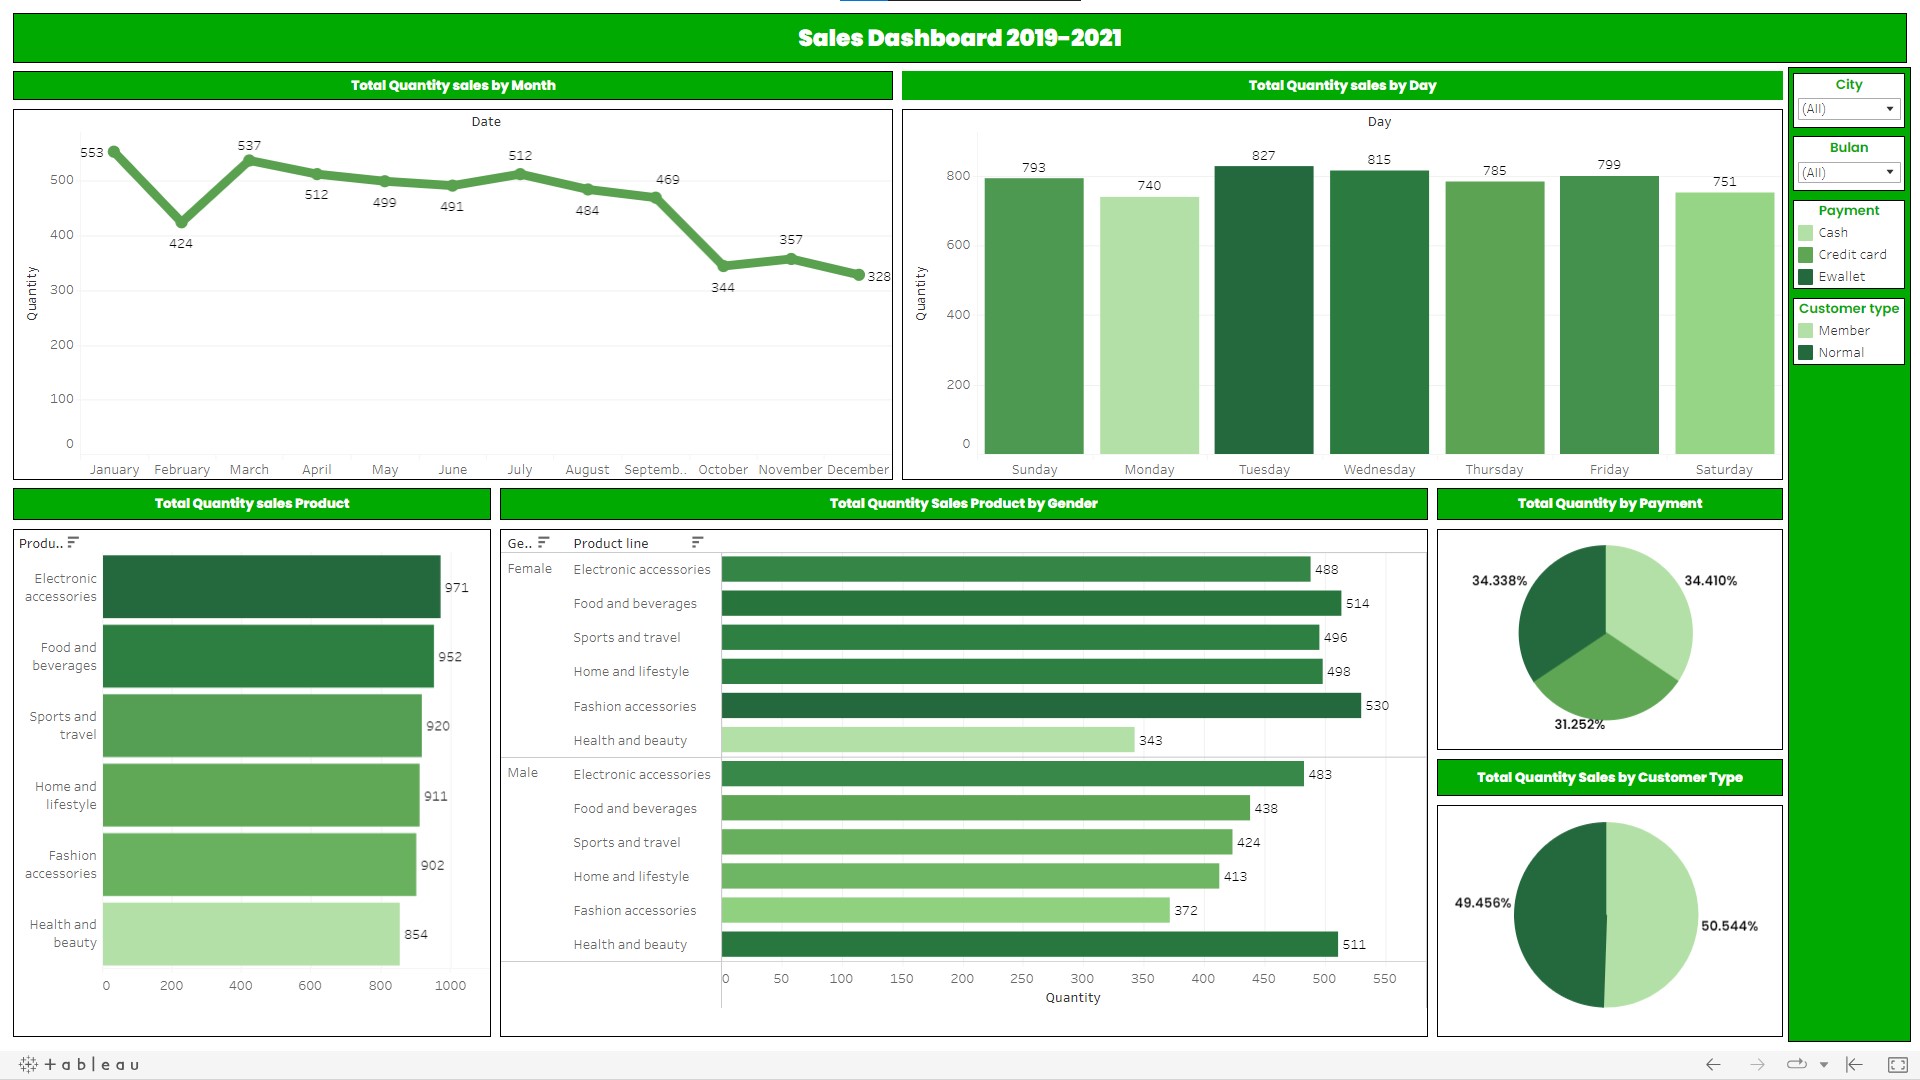 Sales Dashboard 2019-2021
Total Quantity sales by Month
Date
553
424
537
512
499
491
512
484
469
344
357
328
500
400
300
200
100
0
Quantity
January February March April May June July August Septemb.. October November December
Total Quantity sales by Day
Day
793
740
827
815
785
799
751
800
600
400
200
0
Quantity
Sunday Monday Tuesday Wednesday Thursday Friday Saturday
City
(All)
Bulan
(All)
Payment
Cash
Credit card
Ewallet
Customer type
Member
Normal
Total Quantity sales Product
Produ..
Electronic
accessories
971
Food and
beverages
952
Sports and
travel
920
Home and
lifestyle
911
Fashion
accessories
902
Health and
beauty
854
0 200 400 600 800 1000
Total Quantity Sales Product by Gender
Ge.. Product line
Female Electronic accessories 488
Food and beverages 514
Sports and travel 496
Home and lifestyle 498
Fashion accessories 530
Health and beauty 343
Male Electronic accessories 483
Food and beverages 438
Sports and travel 424
Home and lifestyle 413
Fashion accessories 372
Health and beauty 511
0 50 100 150 200 250 300 350 400 450 500 550
Quantity
Total Quantity by Payment
34.338%
34.410%
31.252%
Total Quantity Sales by Customer Type
49.456%
50.544%
+ a b l e a u